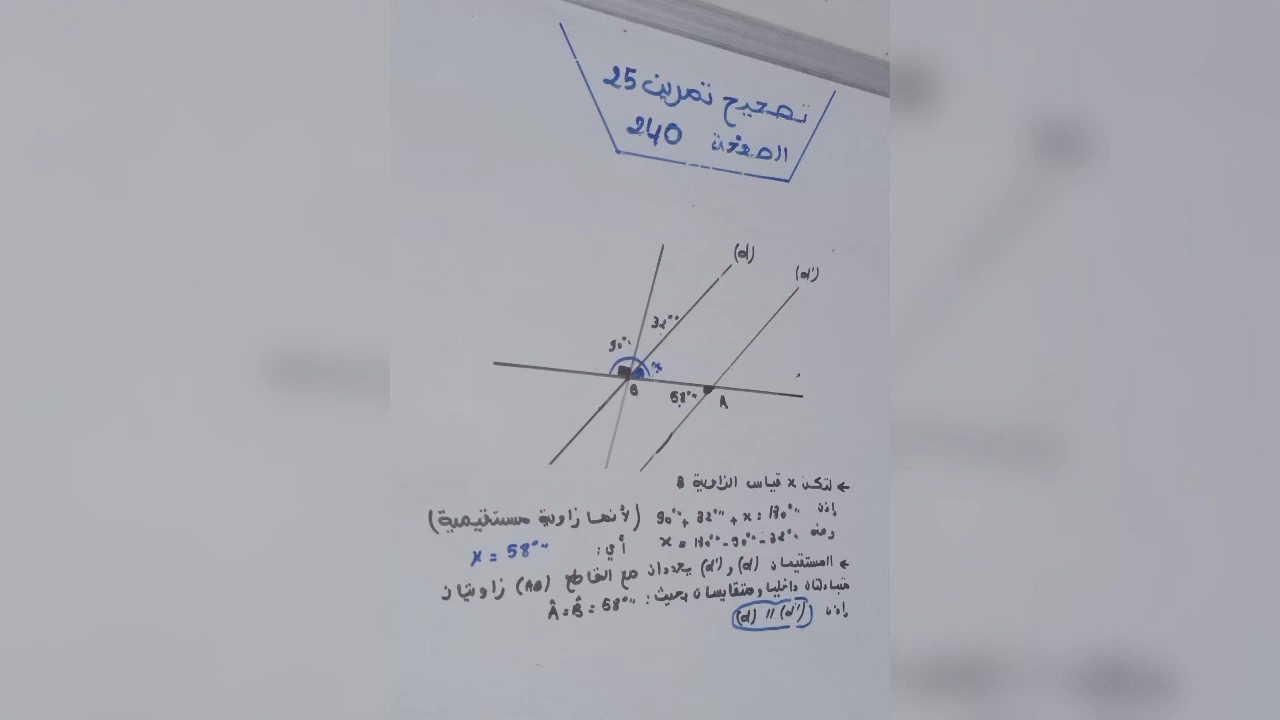 تصحيح تمرين 25
الصفحة 240
(d)
(d')
32°
90°
x
B
58°
A
← لتكن x قياس الزاوية B
إذن 90° + 32° + x = 180° (لأنها زاوية مستقيمية)
ومنه x = 180° - 90° - 32°
أي: x = 58°
← المستقيمان (d) و (d') يحددان مع القاطع (AB) زاويتان
متبادلتان داخليا ومتقايستان بحيث: Â = B̂ = 58°
إذن (d) // (d')